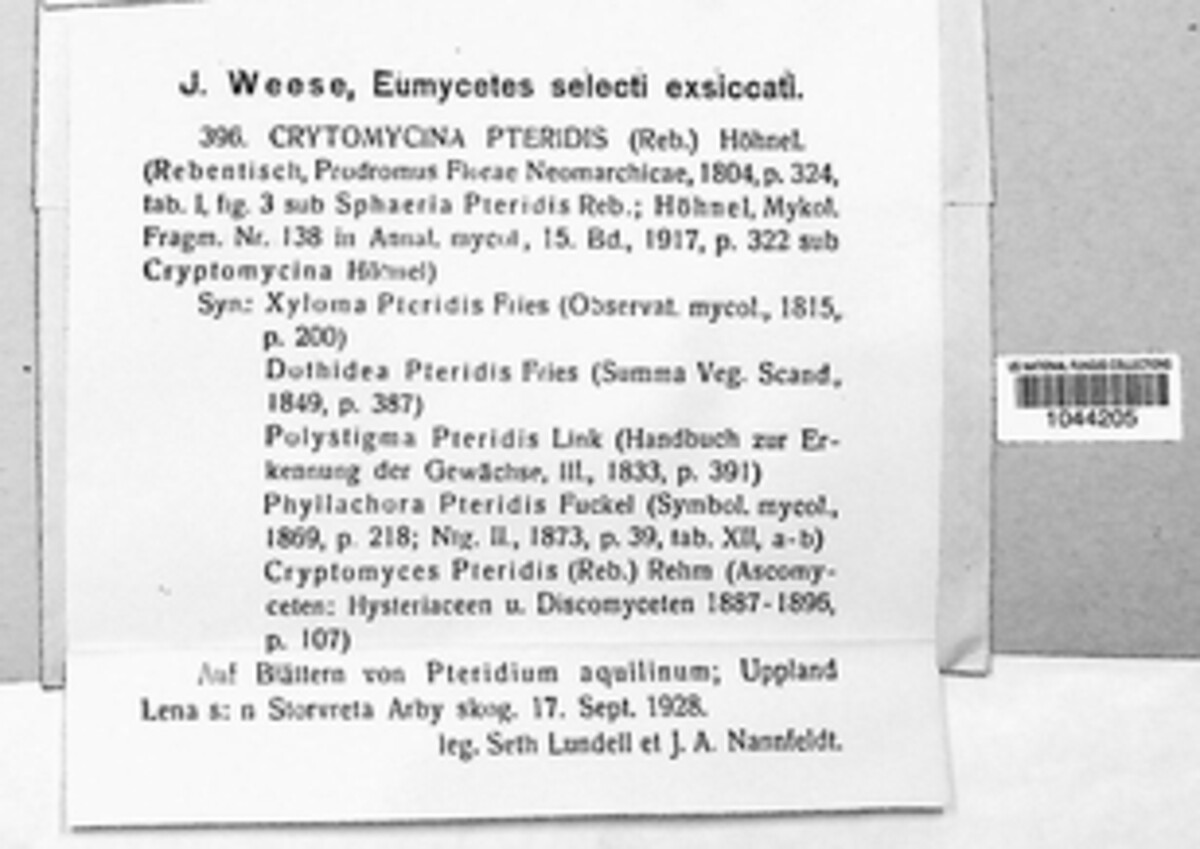 J. Weese, Eumycetes selecti exsiccati.
396. CRYTOMYCINA PTERIDIS (Reb.) Höhnel.
(Rebentisch, Prodromus Florae Neomarchicae, 1804, p. 324,
tab. I, fig. 3 sub Sphaeria Pteridis Reb.; Höhnel, Mykol.
Fragm. Nr. 138 in Annal. mycol., 15. Bd., 1917, p. 322 sub
Cryptomycina Höhnel)
Syn.: Xyloma Pteridis Fries (Observat. mycol., 1815,
p. 200)
Dothidea Pteridis Fries (Summa Veg. Scand.,
1849, p. 387)
Polystigma Pteridis Link (Handbuch zur Er-
kennung der Gewächse, III., 1833, p. 391)
Phyllachora Pteridis Fuckel (Symbol. mycol.,
1869, p. 218; Ntg. II., 1873, p. 39, tab. XII, a-b)
Cryptomyces Pteridis (Reb.) Rehm (Ascomy-
ceten: Hysteriaceen u. Discomyceten 1887-1896,
p. 107)
Auf Blättern von Pteridium aquilinum; Uppland
Lena s: n Storvreta Arby skog. 17. Sept. 1928.
leg. Seth Lundell et J. A. Nannfeldt.
US NATIONAL FUNGUS COLLECTIONS
1044205